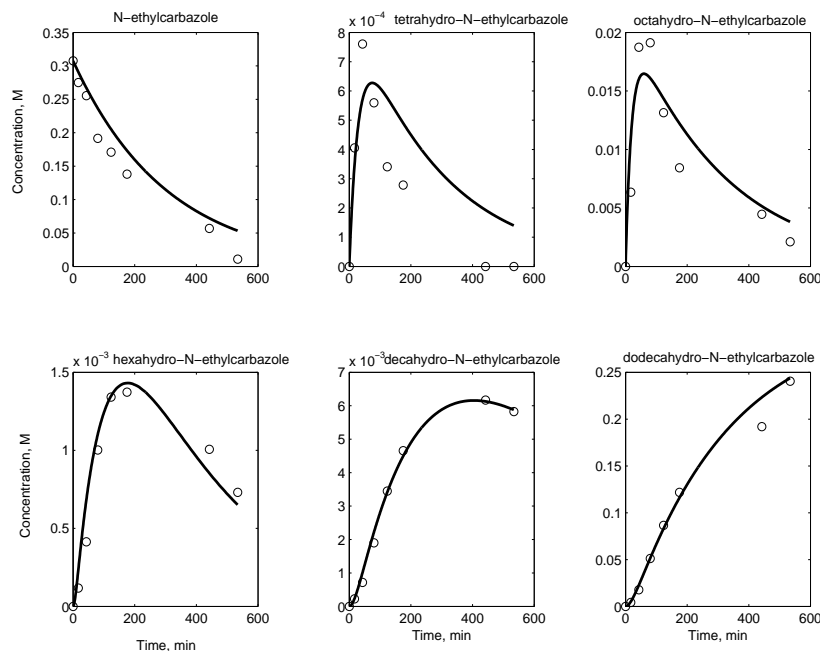 N−ethylcarbazole
0.35
0.3
0.25
0.2
0.15
0.1
0.05
0
0 200 400 600
Concentration, M
x 10−4 tetrahydro−N−ethylcarbazole
8
7
6
5
4
3
2
1
0
0 200 400 600
octahydro−N−ethylcarbazole
0.02
0.015
0.01
0.005
0
0 200 400 600
x 10−3 hexahydro−N−ethylcarbazole
1.5
1
0.5
0
0 200 400 600
Concentration, M
Time, min
x 10−3 decahydro−N−ethylcarbazole
7
6
5
4
3
2
1
0
0 200 400 600
Time, min
dodecahydro−N−ethylcarbazole
0.25
0.2
0.15
0.1
0.05
0
0 200 400 600
Time, min